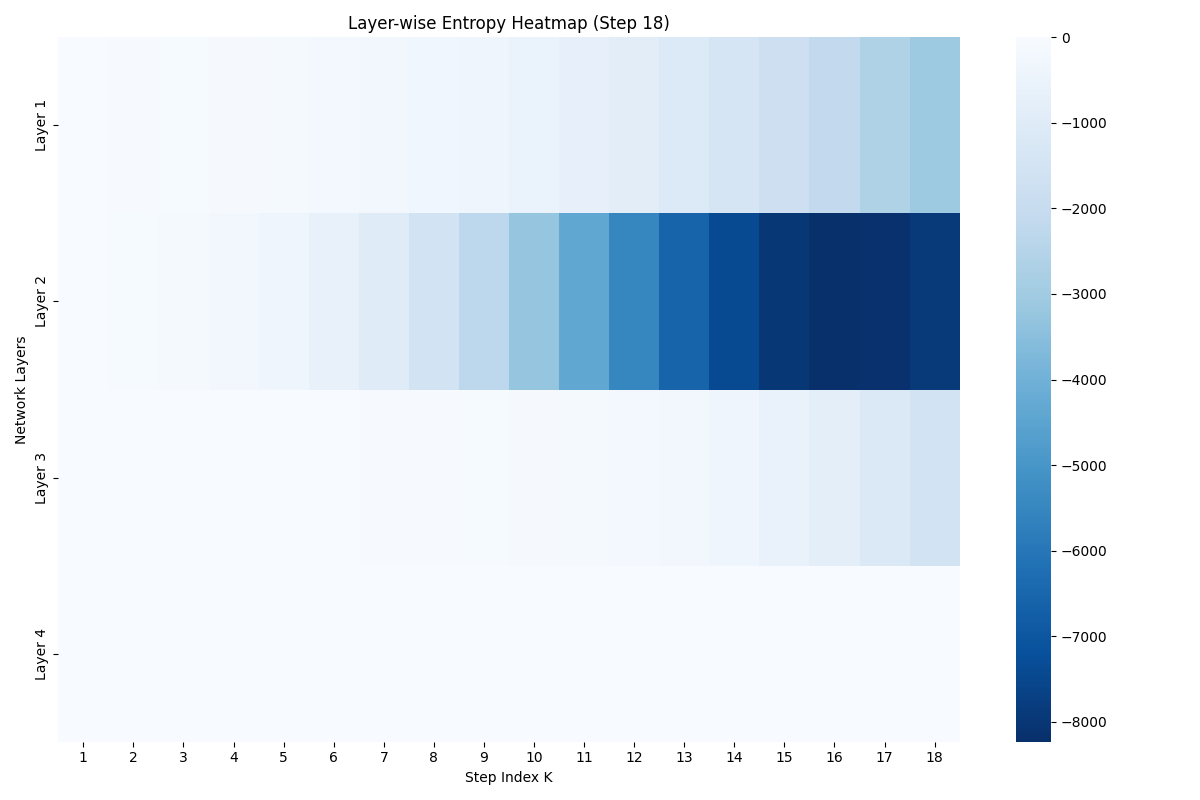 Layer-wise Entropy Heatmap (Step 18)
Network Layers
Layer 1
Layer 2
Layer 3
Layer 4
1 2 3 4 5 6 7 8 9 10 11 12 13 14 15 16 17 18
Step Index K
0
−1000
−2000
−3000
−4000
−5000
−6000
−7000
−8000